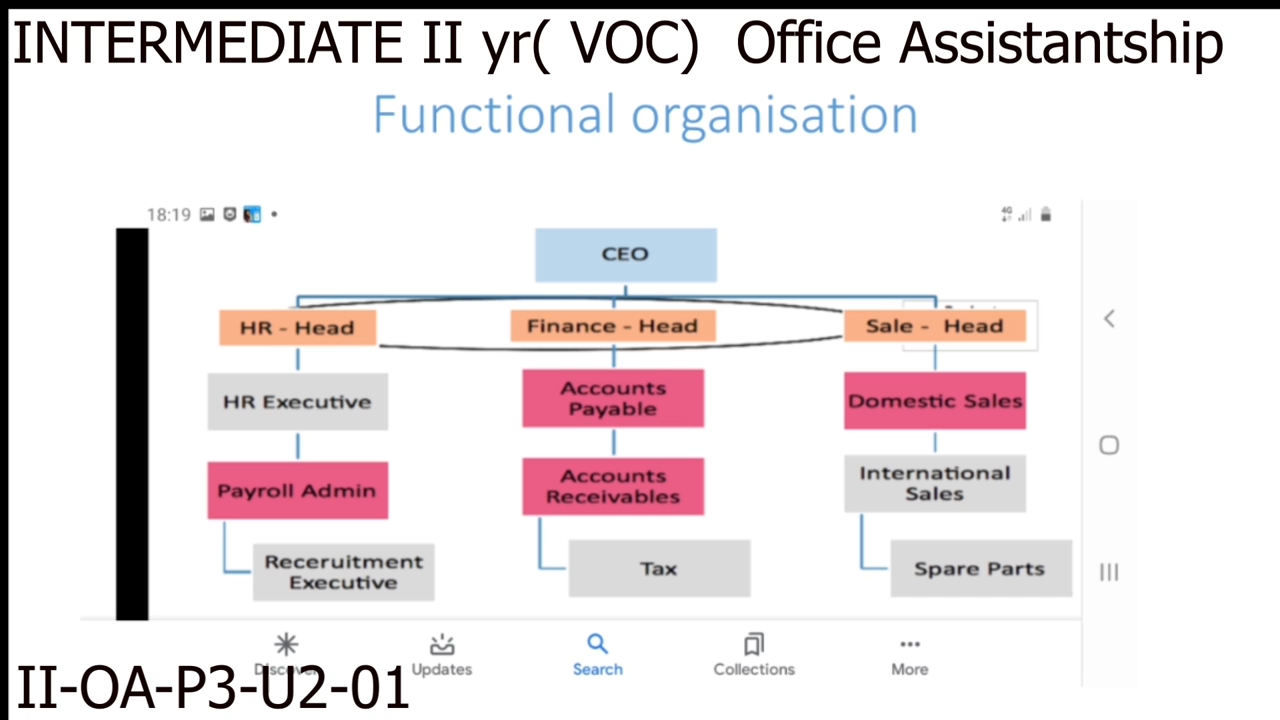 INTERMEDIATE II yr( VOC)  Office Assistantship
Functional organisation
18:19
4G
CEO
HR - Head
Finance - Head
Sale -  Head
HR Executive
Accounts
Payable
Domestic Sales
Payroll Admin
Accounts
Receivables
International
Sales
Receruitment
Executive
Tax
Spare Parts
Discover
Updates
Search
Collections
More
II-OA-P3-U2-01